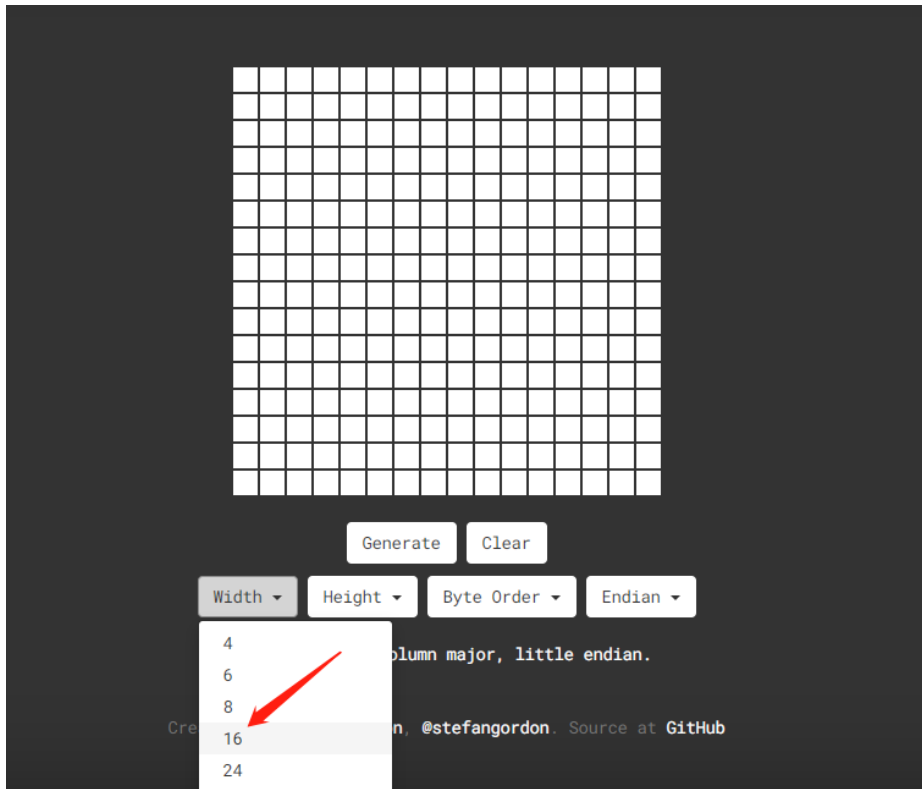 Generate Clear
Width Height Byte Order Endian
4
olumn major, little endian.
6
8
Cre n, @stefangordon. Source at GitHub
16
24